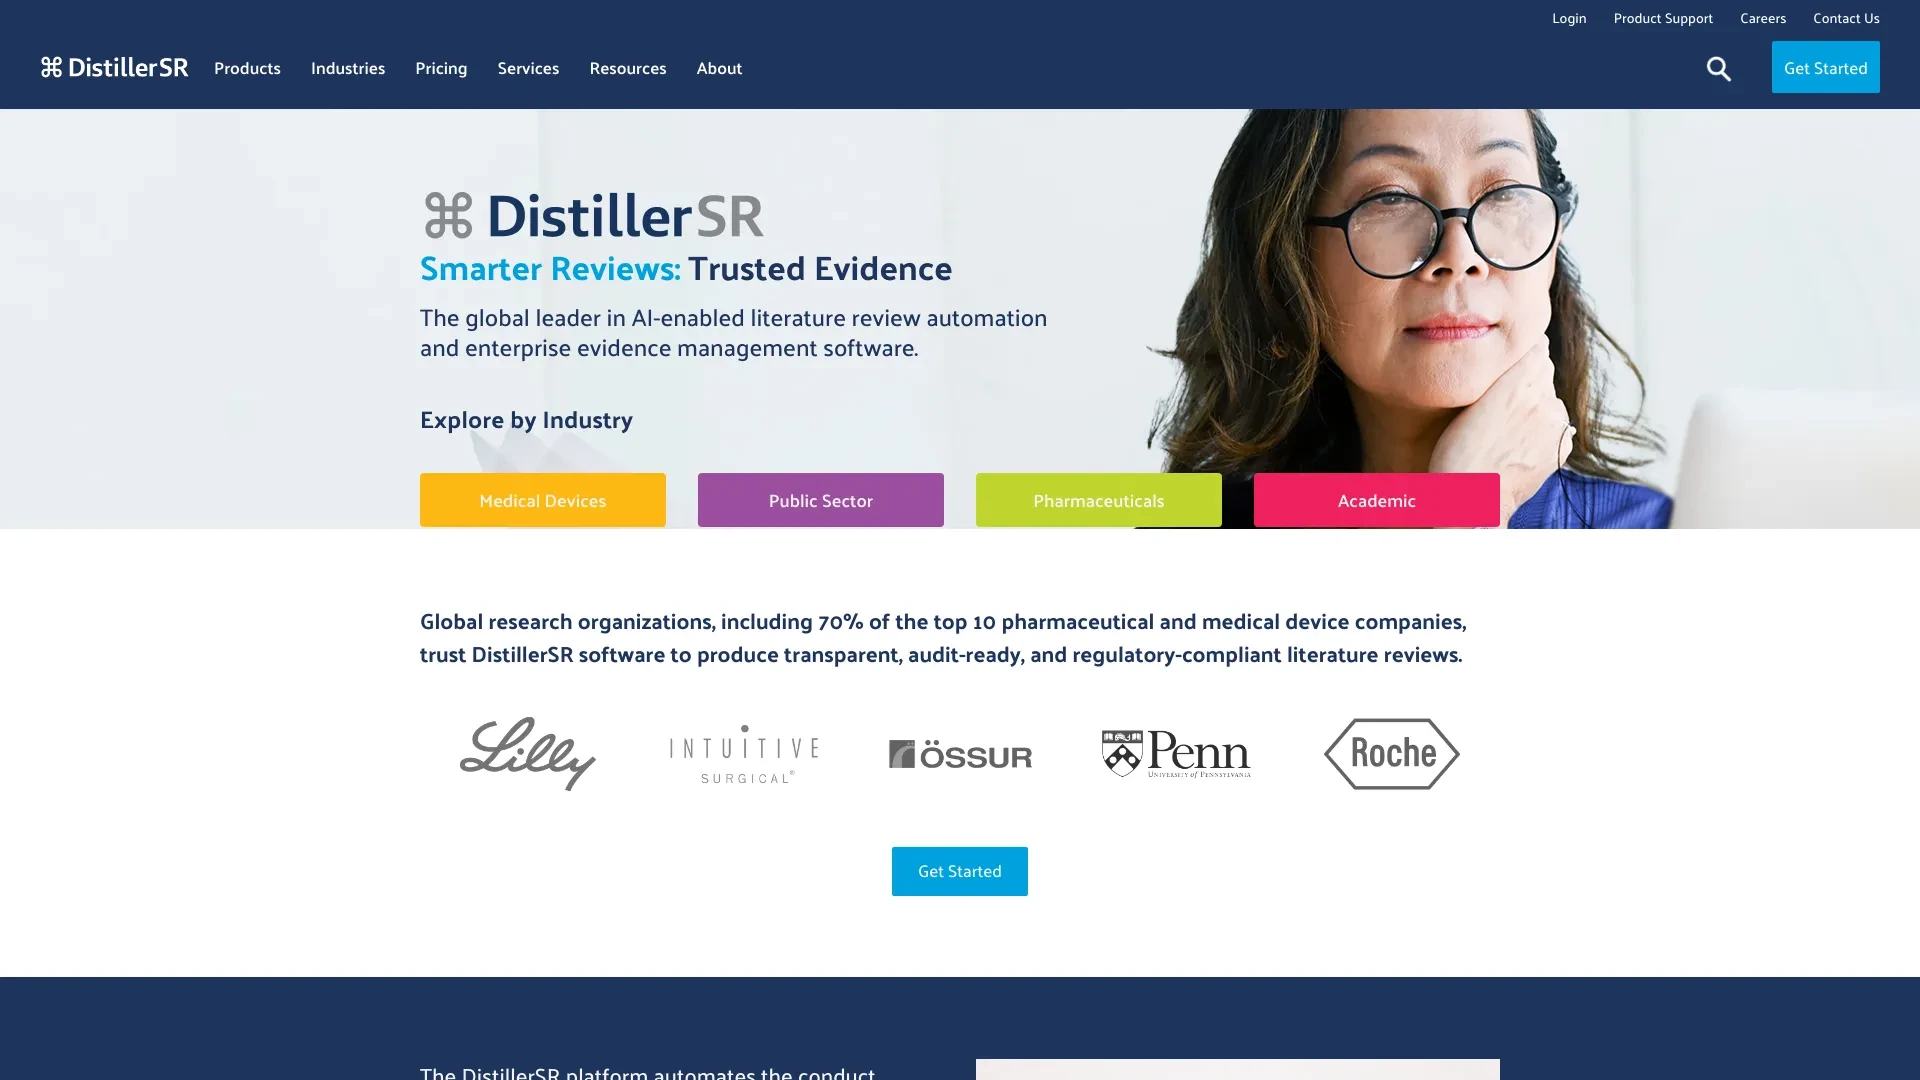 Login Product Support Careers Contact Us
DistillerSR Products Industries Pricing Services Resources About Get Started
DistillerSR
Smarter Reviews: Trusted Evidence
The global leader in AI-enabled literature review automation
and enterprise evidence management software.
Explore by Industry
Medical Devices Public Sector Pharmaceuticals Academic
Global research organizations, including 70% of the top 10 pharmaceutical and medical device companies,
trust DistillerSR software to produce transparent, audit-ready, and regulatory-compliant literature reviews.
Lilly
INTUITIVE
SURGICAL®
ÖSSUR
Penn
UNIVERSITY of PENNSYLVANIA
Roche
Get Started
The DistillerSR platform automates the conduct